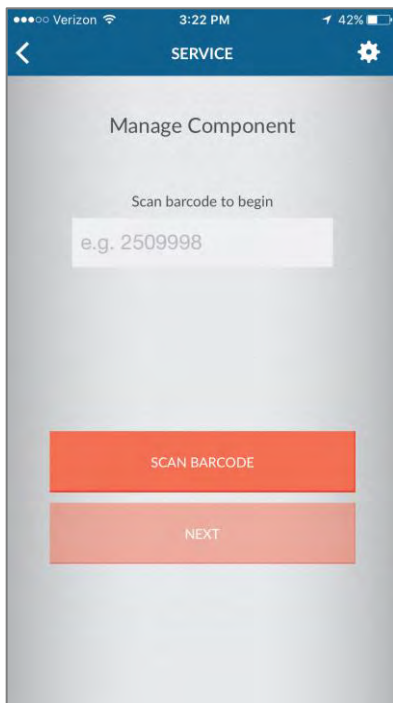 Verizon 3:22 PM 42%
SERVICE
Manage Component
Scan barcode to begin
e.g. 2509998
SCAN BARCODE
NEXT